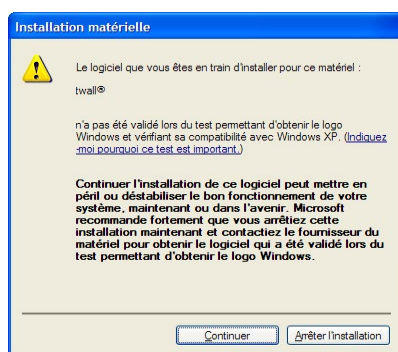 Installation matérielle
Le logiciel que vous êtes en train d'installer pour ce matériel :
twall®
n'a pas été validé lors du test permettant d'obtenir le logo
Windows et vérifiant sa compatibilité avec Windows XP. (Indiquez
-moi pourquoi ce test est important.)
Continuer l'installation de ce logiciel peut mettre en
péril ou déstabiliser le bon fonctionnement de votre
système, maintenant ou dans l'avenir. Microsoft
recommande fortement que vous arrêtiez cette
installation maintenant et contactiez le fournisseur du
matériel pour obtenir le logiciel qui a été validé lors du
test permettant d'obtenir le logo Windows.
Continuer
Arrêter l'installation